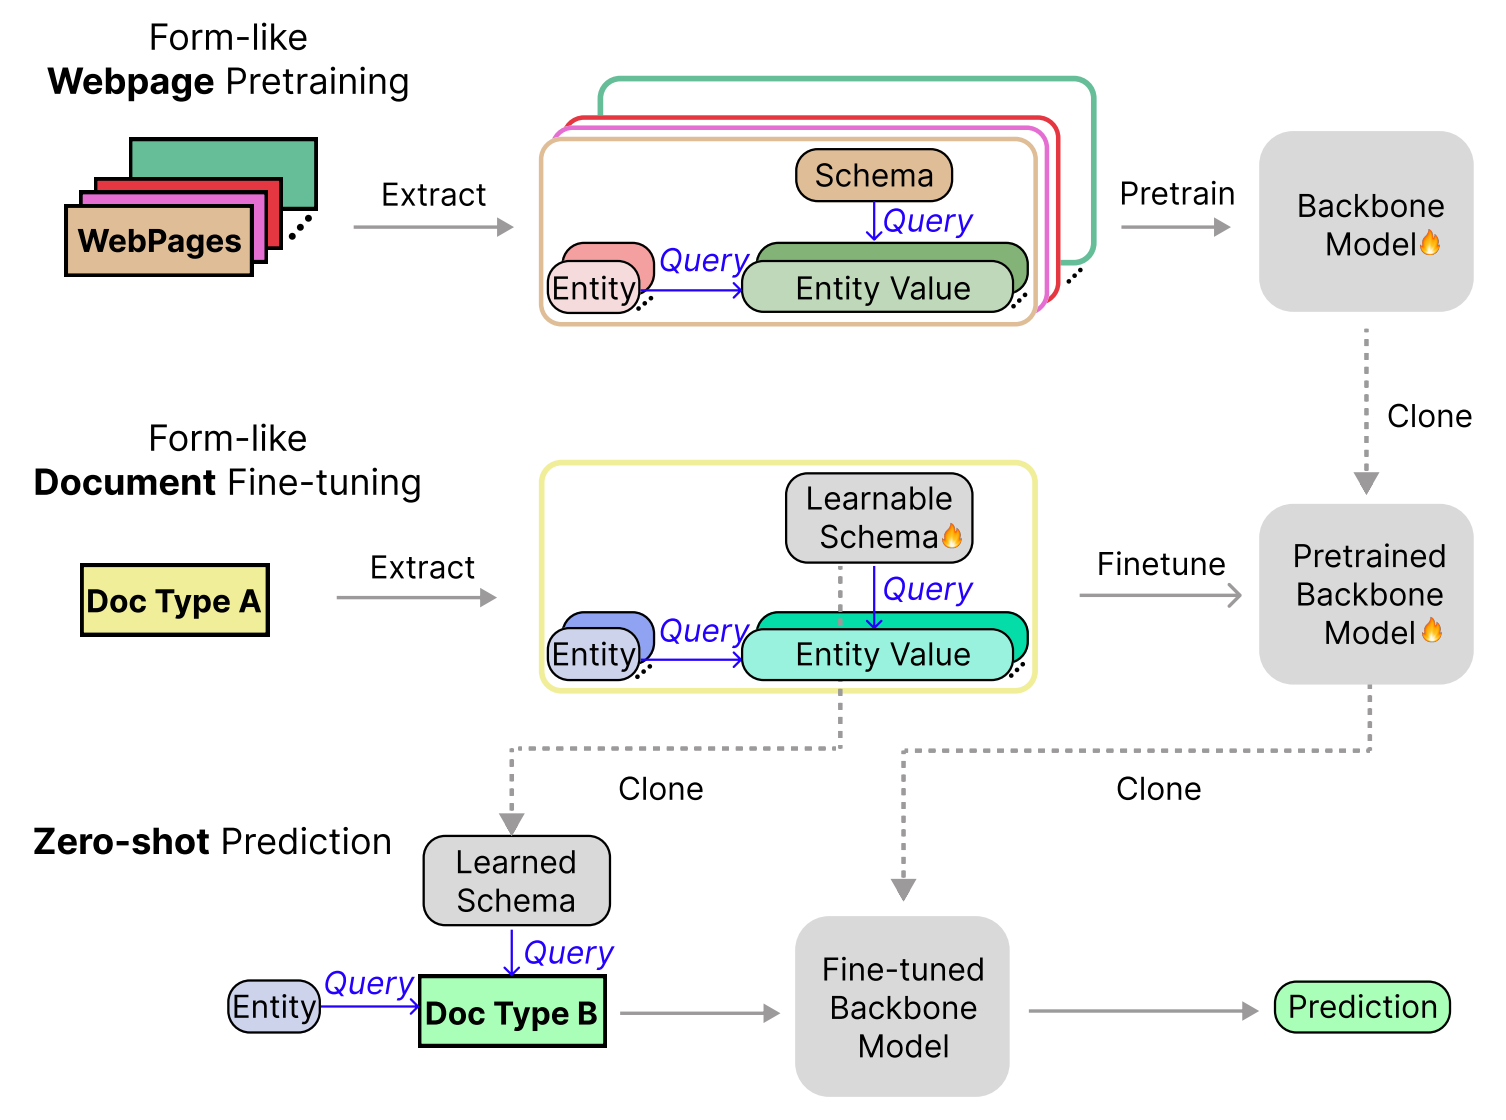 Form-like
Webpage Pretraining
WebPages
Extract
Schema
Query
Entity
Query
Entity Value
Pretrain
Backbone
Model
Clone
Form-like
Document Fine-tuning
Doc Type A
Extract
Learnable
Schema
Query
Entity
Query
Entity Value
Finetune
Pretrained
Backbone
Model
Clone
Clone
Zero-shot Prediction
Learned
Schema
Query
Entity
Query
Doc Type B
Fine-tuned
Backbone
Model
Prediction